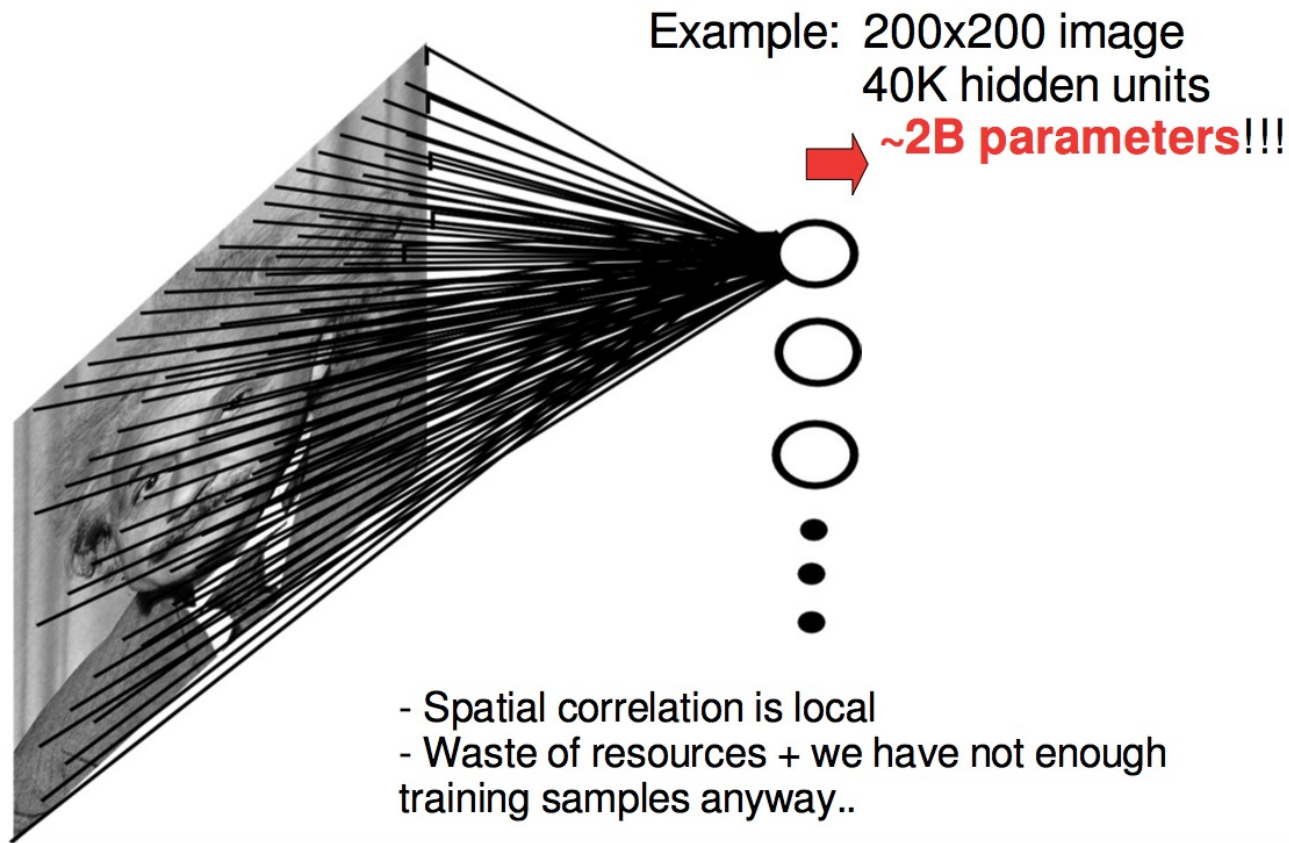 Example: 200x200 image
40K hidden units
~2B parameters!!!
- Spatial correlation is local
- Waste of resources + we have not enough
training samples anyway..